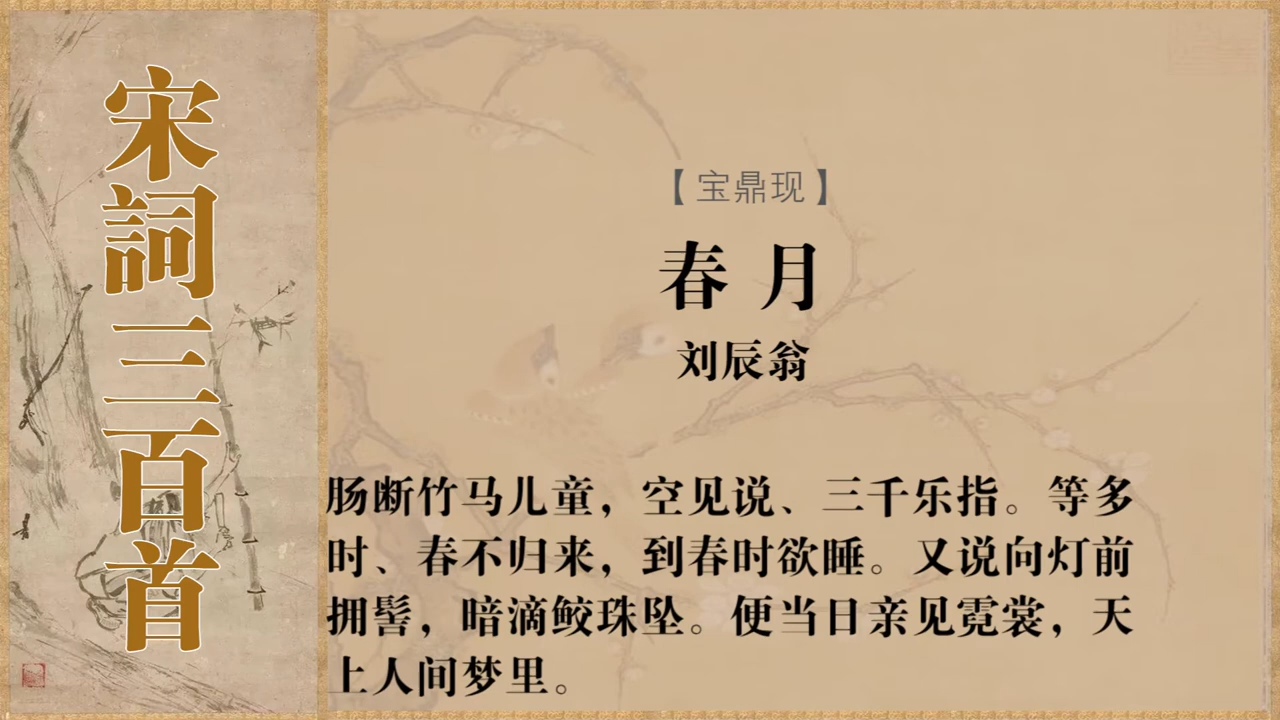 宋詞三百首
【宝鼎现】
春月
刘辰翁
肠断竹马儿童，空见说、三千乐指。等多
时、春不归来，到春时欲睡。又说向灯前
拥髻，暗滴鲛珠坠。便当日亲见霓裳，天
上人间梦里。